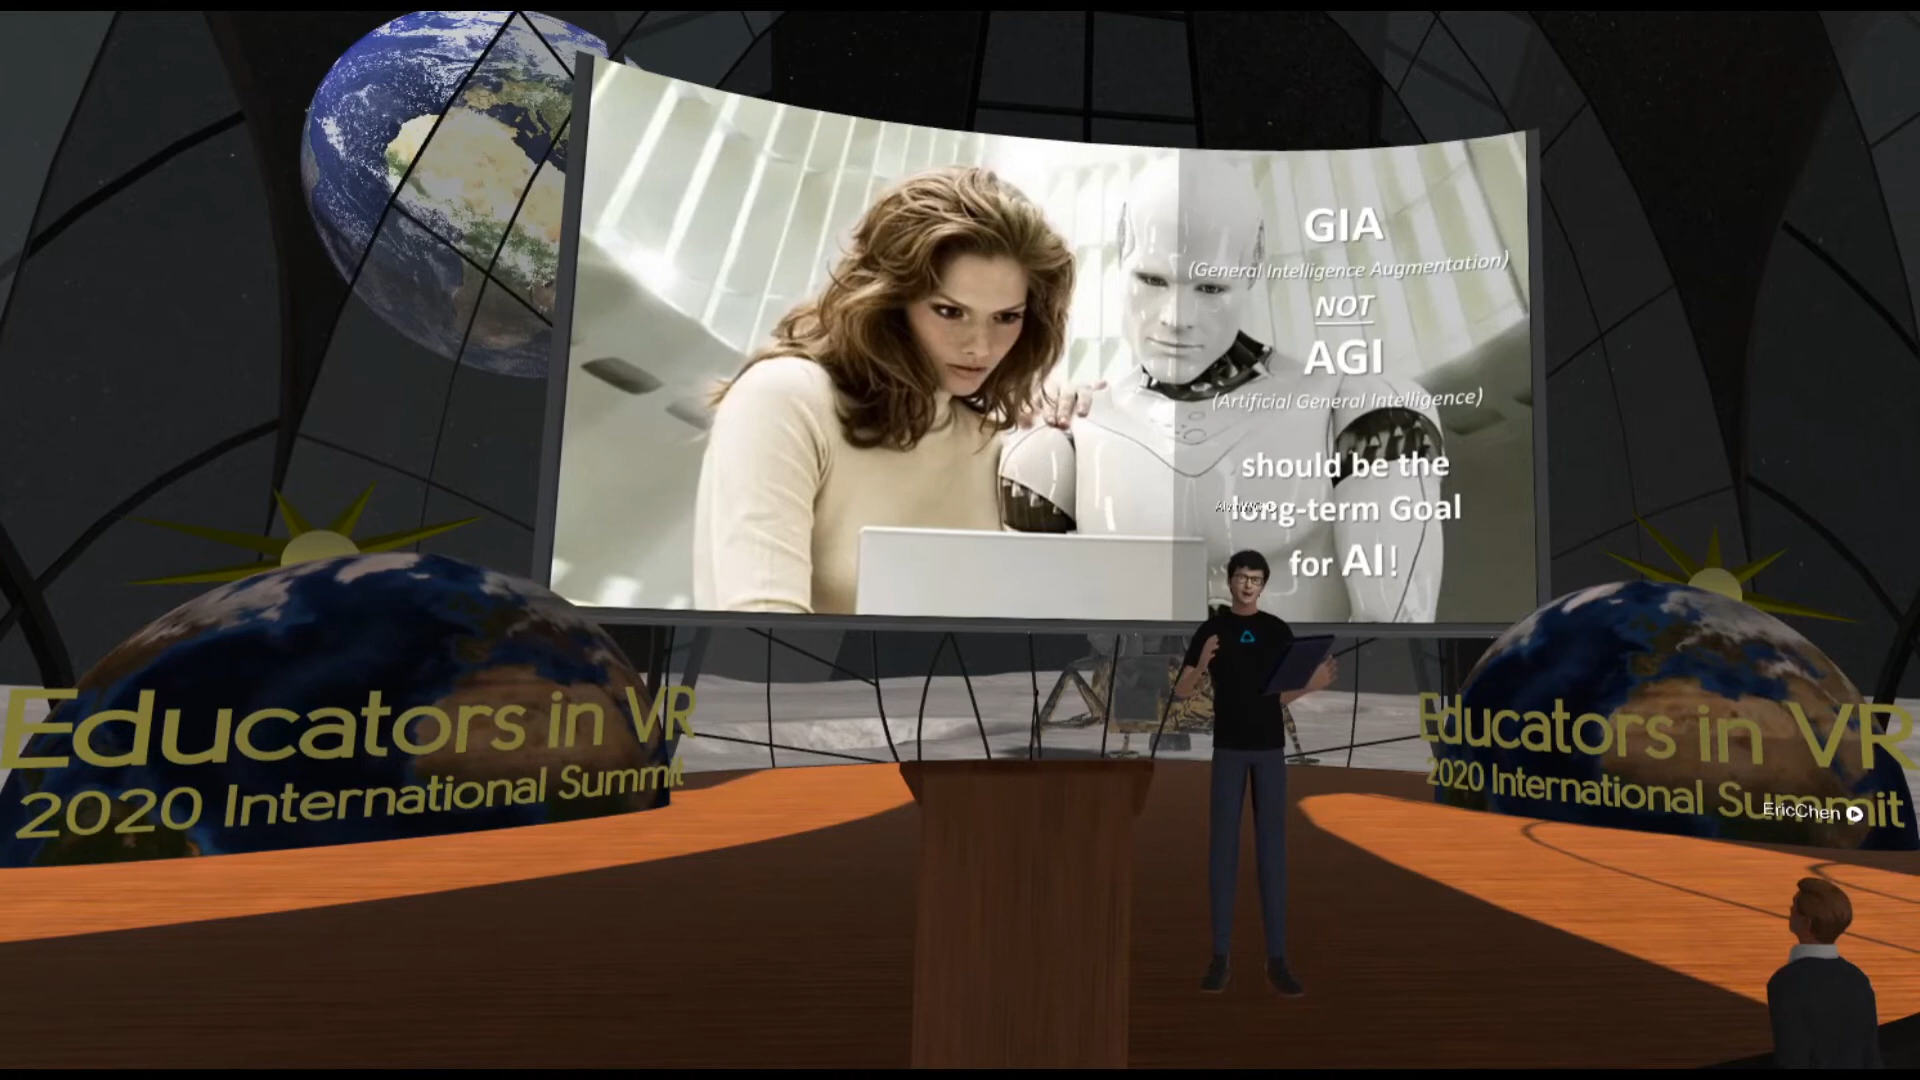 GIA
(General Intelligence Augmentation)
NOT
AGI
(Artificial General Intelligence)
should be the
long-term Goal
for AI!
Educators in VR
2020 International Summit
Educators in VR
2020 International Summit
EricChen